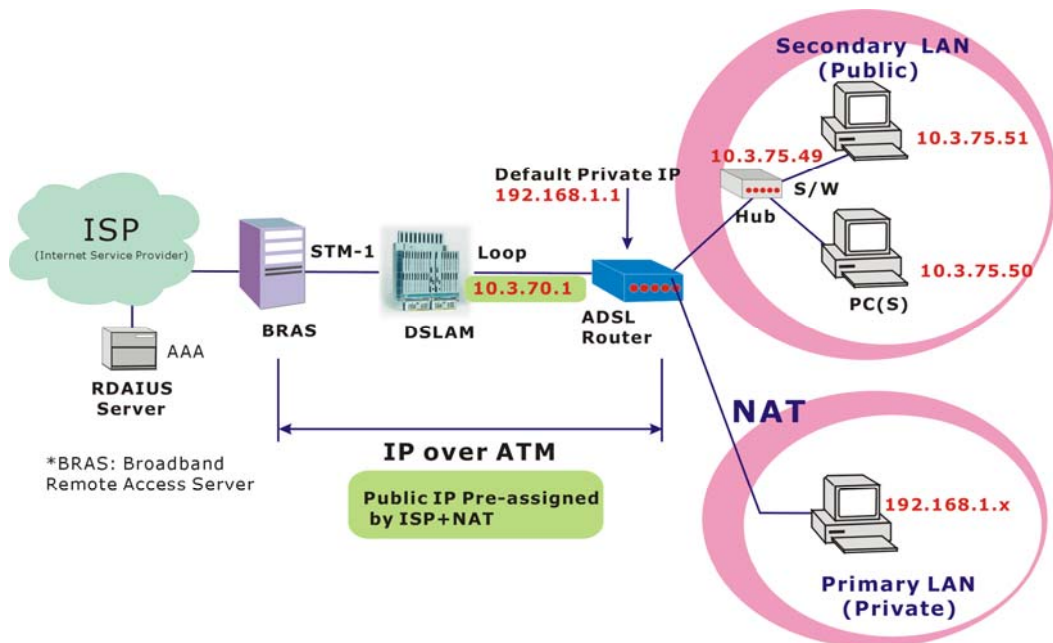 Secondary LAN
(Public)
10.3.75.51
10.3.75.49
S/W
Hub
10.3.75.50
PC(S)
Default Private IP
192.168.1.1
ISP
(Internet Service Provider)
STM-1
Loop
10.3.70.1
BRAS
DSLAM
ADSL
Router
AAA
RDAIUS
Server
NAT
IP over ATM
*BRAS: Broadband
Remote Access Server
Public IP Pre-assigned
by ISP+NAT
192.168.1.x
Primary LAN
(Private)